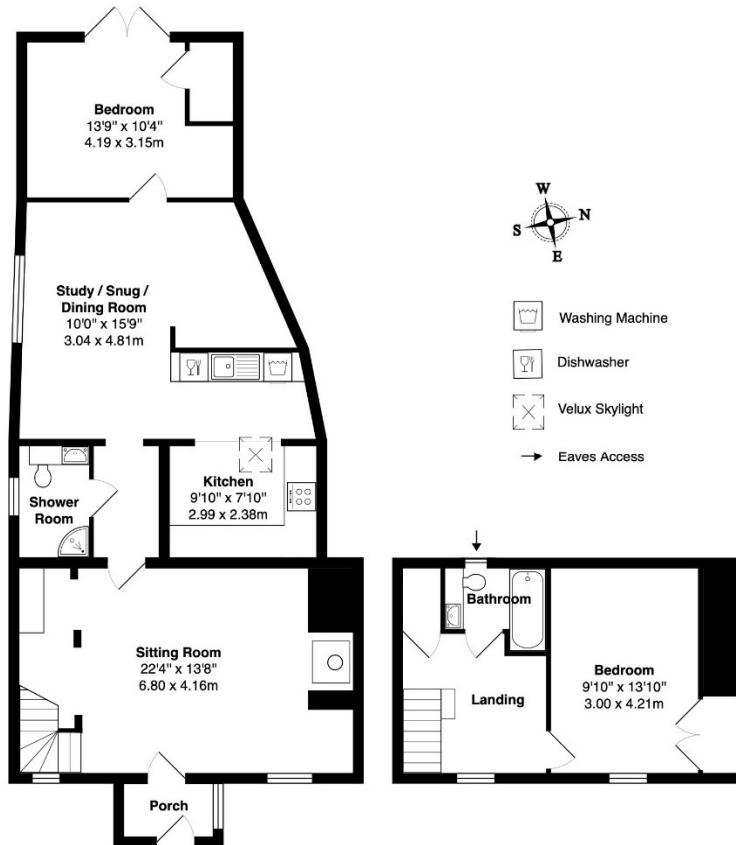 Bedroom
13'9" x 10'4"
4.19 x 3.15m
Study / Snug /
Dining Room
10'0" x 15'9"
3.04 x 4.81m
Kitchen
9'10" x 7'10"
2.99 x 2.38m
Shower
Room
Sitting Room
22'4" x 13'8"
6.80 x 4.16m
Porch
W
N
S
E
Washing Machine
Dishwasher
Velux Skylight
Eaves Access
Bathroom
Bedroom
9'10" x 13'10"
3.00 x 4.21m
Landing